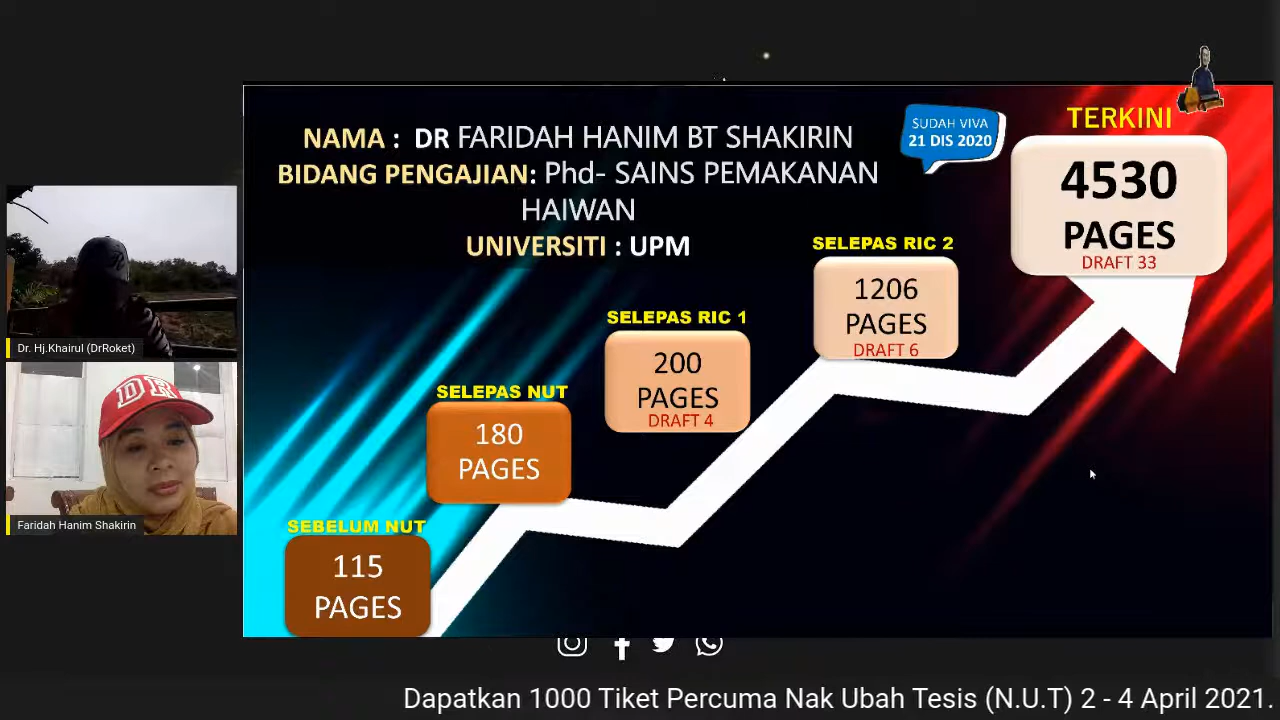 NAMA : DR FARIDAH HANIM BT SHAKIRIN
BIDANG PENGAJIAN: Phd- SAINS PEMAKANAN
HAIWAN
UNIVERSITI : UPM
SUDAH VIVA
21 DIS 2020
TERKINI
4530
PAGES
DRAFT 33
SELEPAS RIC 2
1206
PAGES
DRAFT 6
SELEPAS RIC 1
200
PAGES
DRAFT 4
SELEPAS NUT
180
PAGES
SEBELUM NUT
115
PAGES
Dr. Hj.Khairul (DrRoket)
DR
Faridah Hanim Shakirin
Dapatkan 1000 Tiket Percuma Nak Ubah Tesis (N.U.T) 2 - 4 April 2021.